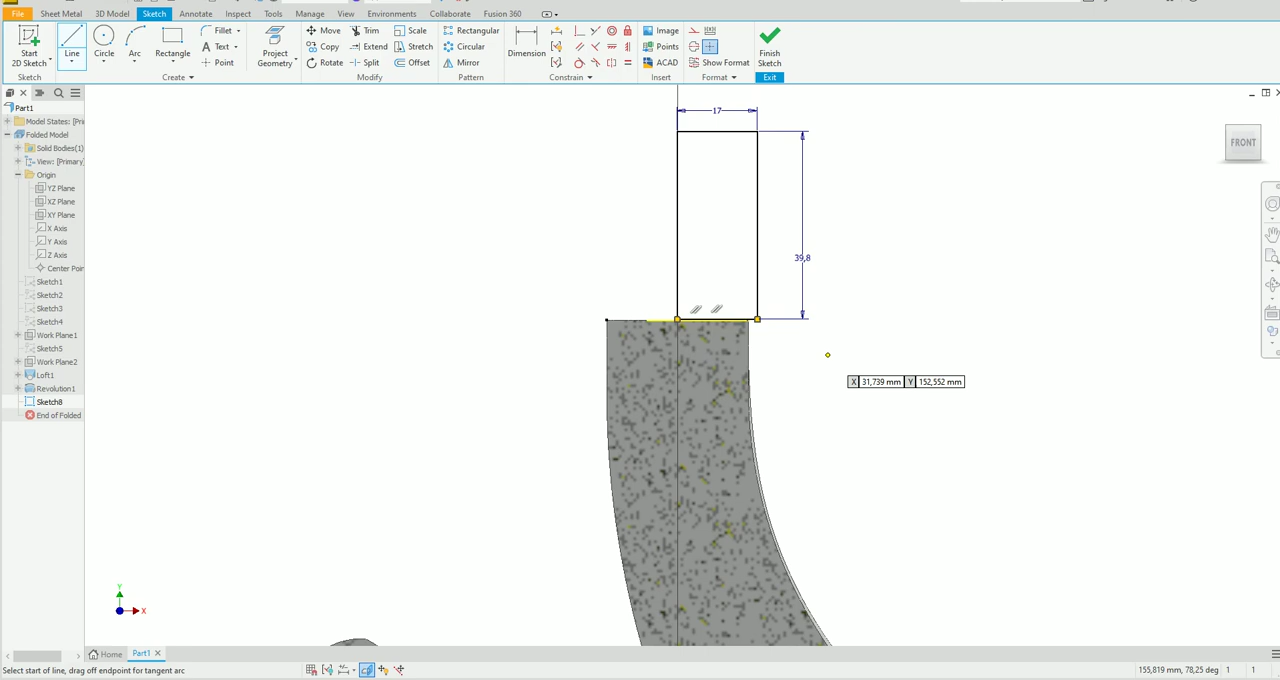 File Sheet Metal 3D Model Sketch Annotate Inspect Tools Manage View Environments Collaborate Fusion 360
Start
2D Sketch
Line
Circle
Arc
Rectangle
Fillet
Text
Point
Project
Geometry
Move
Copy
Rotate
Trim
Extend
Split
Scale
Stretch
Offset
Rectangular
Circular
Mirror
Dimension
Image
Points
ACAD
Show Format
Finish
Sketch
Sketch Create Modify Pattern Constrain Insert Format Exit
Part1
Model States: [Pri
Folded Model
Solid Bodies(1)
View: [Primary]
Origin
YZ Plane
XZ Plane
XY Plane
X Axis
Y Axis
Z Axis
Center Poin
Sketch1
Sketch2
Sketch3
Sketch4
Work Plane1
Sketch5
Work Plane2
Loft1
Revolution1
Sketch8
End of Folded
17
39,8
FRONT
X 31,739 mm Y 152,552 mm
Y
X
Home Part1
Select start of line, drag off endpoint for tangent arc
155,819 mm, 78,25 deg 1 1